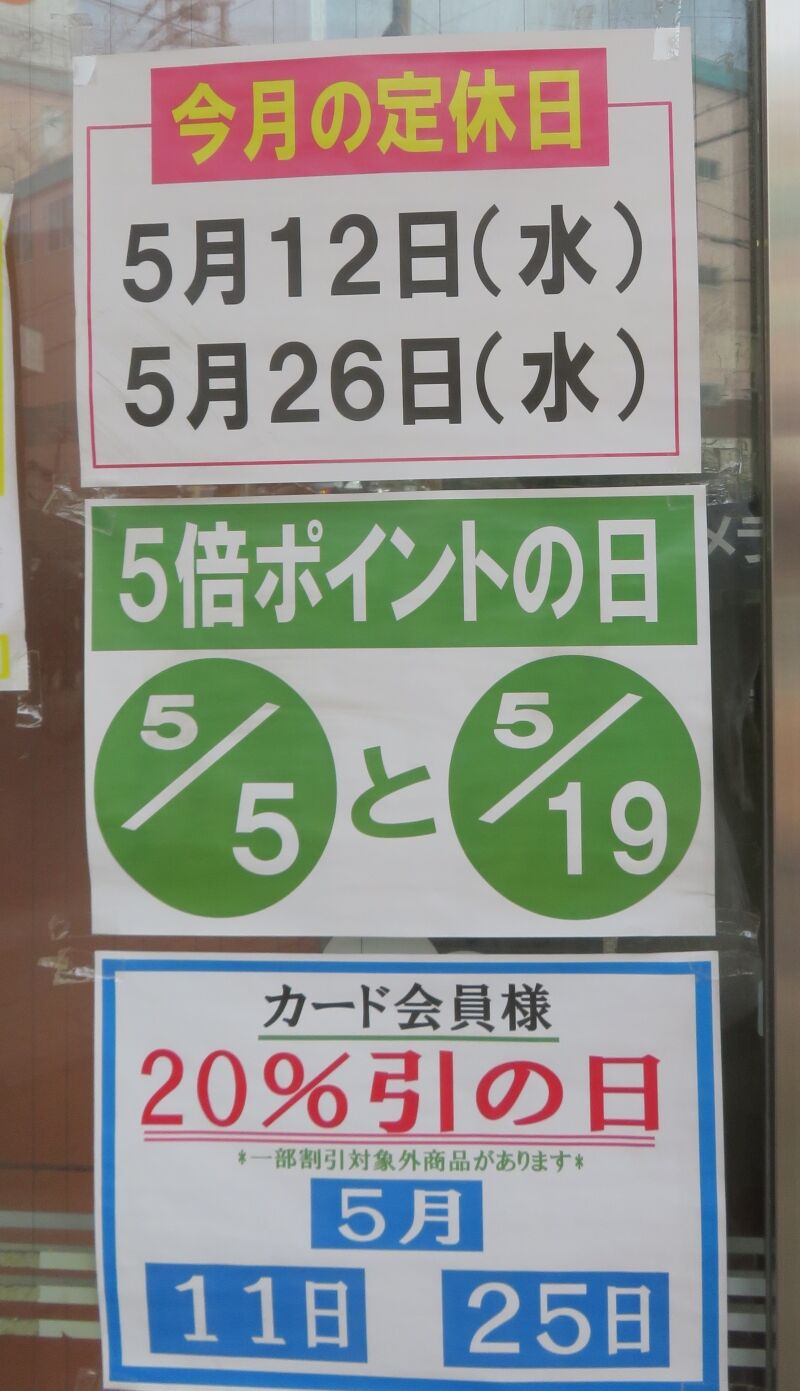 今月の定休日
5月12日(水)
5月26日(水)
5倍ポイントの日
5/5と5/19
カード会員様
20%引の日
*一部割引対象外商品があります*
5月
11日 25日
メラ